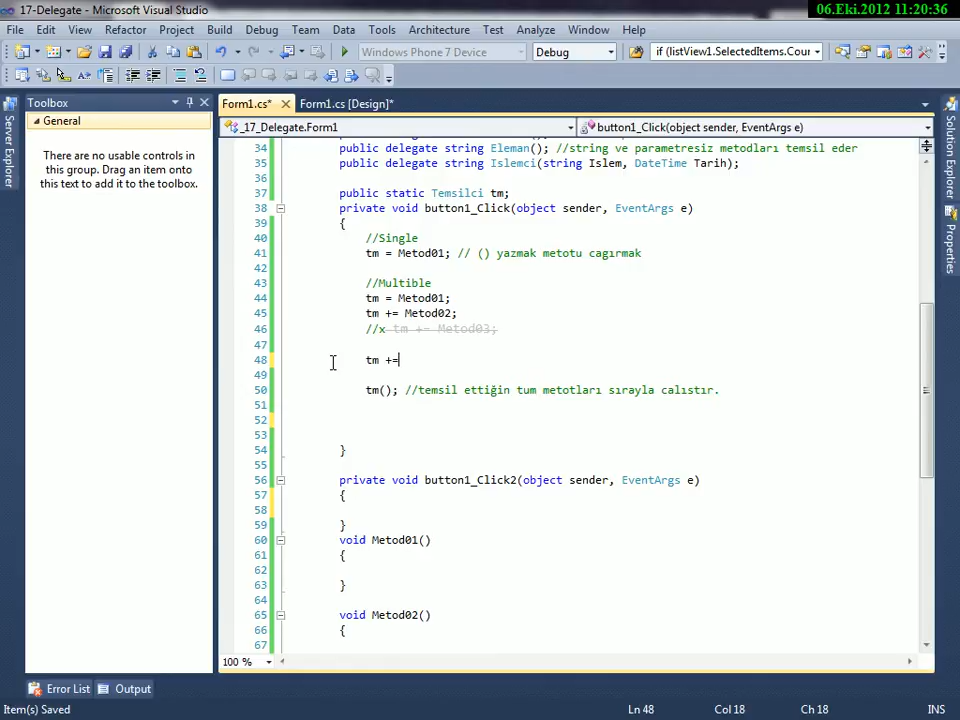 06.Eki.2012 11:20:36
17-Delegate - Microsoft Visual Studio
File Edit View Refactor Project Build Debug Team Data Tools Architecture Test Analyze Window Help
Windows Phone 7 Device Debug if (listView1.SelectedItems.Cour
Toolbox
Form1.cs* Form1.cs [Design]*
General
_17_Delegate.Form1 button1_Click(object sender, EventArgs e)
There are no usable controls in
this group. Drag an item onto
this text to add it to the toolbox.
Server Explorer
Solution Explorer
Properties
34 public delegate string Eleman(); //string ve parametresiz metodları temsil eder
35 public delegate string Islemci(string Islem, DateTime Tarih);
36
37 public static Temsilci tm;
38 private void button1_Click(object sender, EventArgs e)
39 {
40 //Single
41 tm = Metod01; // () yazmak metotu cagırmak
42
43 //Multible
44 tm = Metod01;
45 tm += Metod02;
46 //x tm += Metod03;
47
48 tm +=
49
50 tm(); //temsil ettiğin tum metotları sırayla calıstır.
51
52
53
54 }
55
56 private void button1_Click2(object sender, EventArgs e)
57 {
58
59 }
60 void Metod01()
61 {
62
63 }
64
65 void Metod02()
66 {
67
100 %
Error List Output
Item(s) Saved Ln 48 Col 18 Ch 18 INS